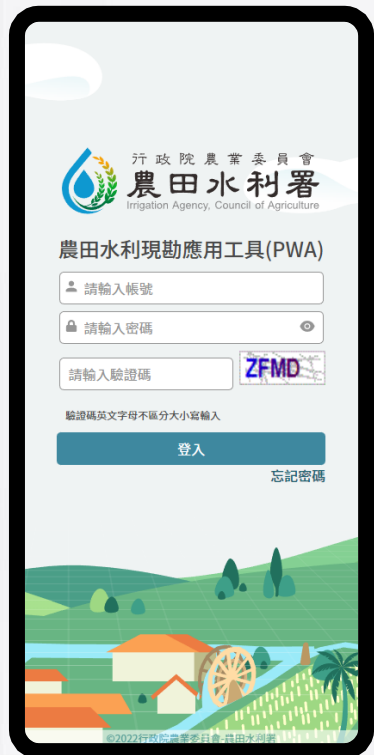 行政院農業委員會
農田水利署
Irrigation Agency, Council of Agriculture
農田水利現勘應用工具(PWA)
請輸入帳號
請輸入密碼
請輸入驗證碼
ZFMD
驗證碼英文字母不區分大小寫輸入
登入
忘記密碼
©2022行政院農業委員會-農田水利署